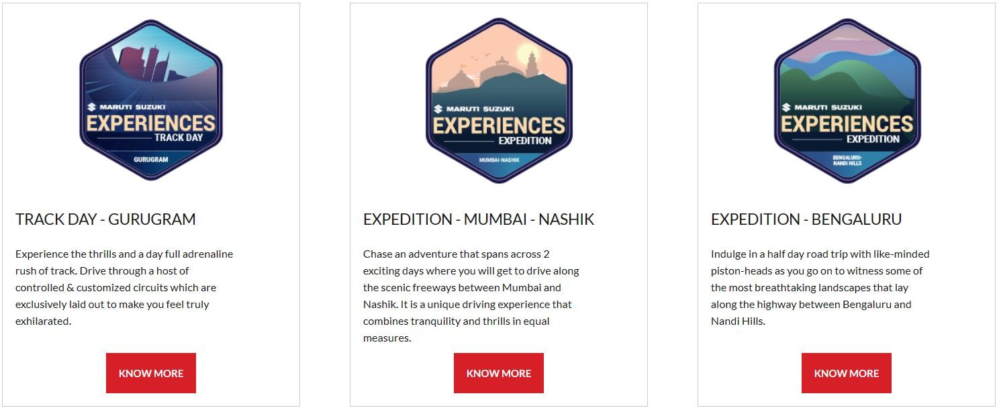 MARUTI SUZUKI
EXPERIENCES
TRACK DAY
GURUGRAM
TRACK DAY - GURUGRAM
Experience the thrills and a day full adrenaline
rush of track. Drive through a host of
controlled & customized circuits which are
exclusively laid out to make you feel truly
exhilarated.
KNOW MORE
MARUTI SUZUKI
EXPERIENCES
EXPEDITION
MUMBAI-NASHIK
EXPEDITION - MUMBAI - NASHIK
Chase an adventure that spans across 2
exciting days where you will get to drive along
the scenic freeways between Mumbai and
Nashik. It is a unique driving experience that
combines tranquility and thrills in equal
measures.
KNOW MORE
MARUTI SUZUKI
EXPERIENCES
EXPEDITION
BENGALURU-
NANDI HILLS
EXPEDITION - BENGALURU
Indulge in a half day road trip with like-minded
piston-heads as you go on to witness some of
the most breathtaking landscapes that lay
along the highway between Bengaluru and
Nandi Hills.
KNOW MORE